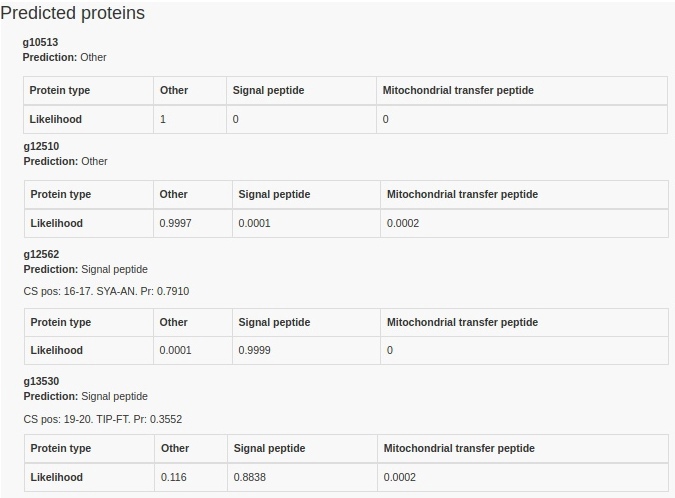 Predicted proteins
g10513
Prediction: Other
Protein type Other Signal peptide Mitochondrial transfer peptide
Likelihood 1 0 0
g12510
Prediction: Other
Protein type Other Signal peptide Mitochondrial transfer peptide
Likelihood 0.9997 0.0001 0.0002
g12562
Prediction: Signal peptide
CS pos: 16-17. SYA-AN. Pr: 0.7910
Protein type Other Signal peptide Mitochondrial transfer peptide
Likelihood 0.0001 0.9999 0
g13530
Prediction: Signal peptide
CS pos: 19-20. TIP-FT. Pr: 0.3552
Protein type Other Signal peptide Mitochondrial transfer peptide
Likelihood 0.116 0.8838 0.0002